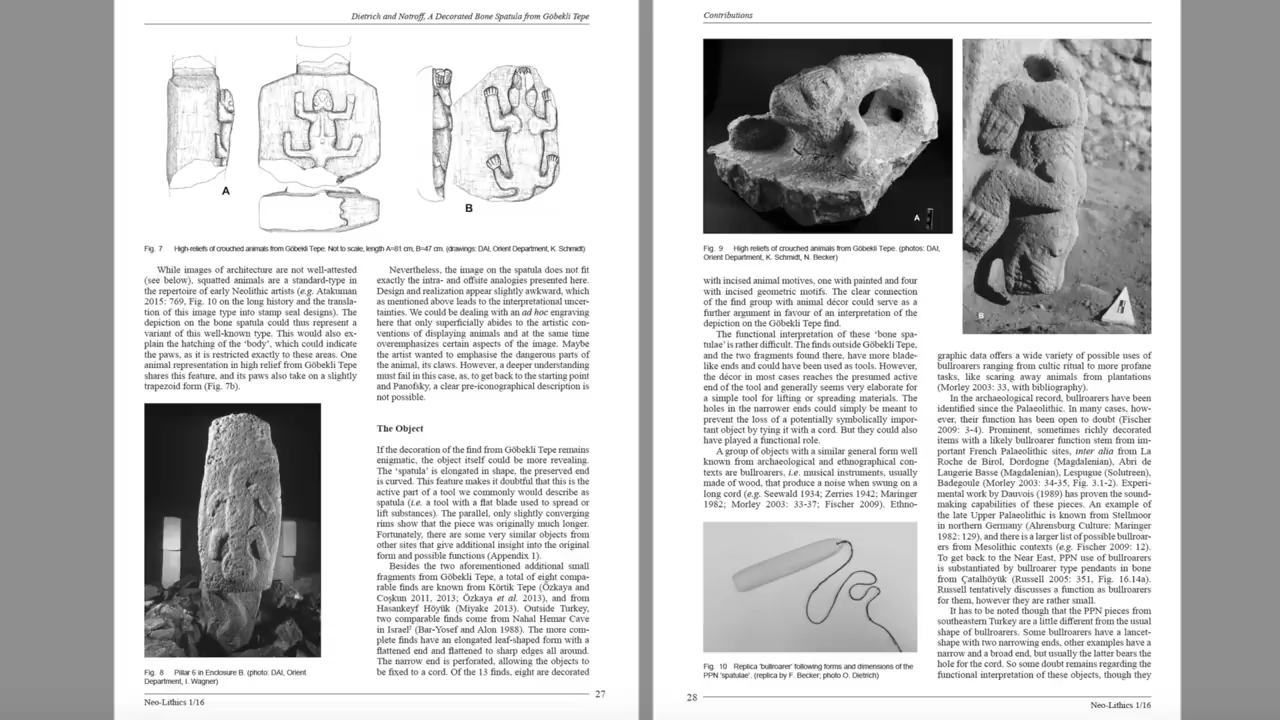 Dietrich and Notroff, A Decorated Bone Spatula from Göbekli Tepe
A
B
Fig. 7 High-reliefs of crouched animals from Göbekli Tepe. Not to scale, length A=81 cm, B=47 cm. (drawings: DAI, Orient Department, K. Schmidt)
While images of architecture are not well-attested
(see below), squatted animals are a standard-type in
the repertoire of early Neolithic artists (e.g. Atakuman
2015: 769, Fig. 10 on the long history and the transla-
tion of this image type into stamp seal designs). The
depiction on the bone spatula could thus represent a
variant of this well-known type. This would also ex-
plain the hatching of the ‘body’, which could indicate
the paws, as it is restricted exactly to these areas. One
animal representation in high relief from Göbekli Tepe
shares this feature, and its paws also take on a slightly
trapezoid form (Fig. 7b).
Fig. 8 Pillar 6 in Enclosure B. (photo: DAI, Orient
Department, I. Wagner)
Neo-Lithics 1/16
Nevertheless, the image on the spatula does not fit
exactly the intra- and offsite analogies presented here.
Design and realization appear slightly awkward, which
as mentioned above leads to the interpretational uncer-
tainties. We could be dealing with an ad hoc engraving
here that only superficially abides to the artistic con-
ventions of displaying animals and at the same time
overemphasizes certain aspects of the image. Maybe
the artist wanted to emphasise the dangerous parts of
the animal, its claws. However, a deeper understanding
must fail in this case, as, to get back to the starting point
and Panofsky, a clear pre-iconographical description is
not possible.
The Object
If the decoration of the find from Göbekli Tepe remains
enigmatic, the object itself could be more revealing.
The ‘spatula’ is elongated in shape, the preserved end
is curved. This feature makes it doubtful that this is the
active part of a tool we commonly would describe as
spatula (i.e. a tool with a flat blade used to spread or
lift substances). The parallel, only slightly converging
rims show that the piece was originally much longer.
Fortunately, there are some very similar objects from
other sites that give additional insight into the original
form and possible functions (Appendix 1).
Besides the two aforementioned additional small
fragments from Göbekli Tepe, a total of eight compa-
rable finds are known from Körtik Tepe (Özkaya and
Coşkun 2011, 2013; Özkaya et al. 2013), and from
Hasankeyf Höyük (Miyake 2013). Outside Turkey,
two comparable finds come from Nahal Hemar Cave
in Israel² (Bar-Yosef and Alon 1988). The more com-
plete finds have an elongated leaf-shaped form with a
flattened end and flattened to sharp edges all around.
The narrow end is perforated, allowing the objects to
be fixed to a cord. Of the 13 finds, eight are decorated
27
Contributions
A
B
Fig. 9 High reliefs of crouched animals from Göbekli Tepe. (photos: DAI,
Orient Department, K. Schmidt, N. Becker)
with incised animal motives, one with painted and four
with incised geometric motifs. The clear connection
of the find group with animal décor could serve as a
further argument in favour of an interpretation of the
depiction on the Göbekli Tepe find.
The functional interpretation of these ‘bone spa-
tulae’ is rather difficult. The finds outside Göbekli Tepe,
and the two fragments found there, have more blade-
like ends and could have been used as tools. However,
the décor in most cases reaches the presumed active
end of the tool and generally seems very elaborate for
a simple tool for lifting or spreading materials. The
holes in the narrower ends could simply be meant to
prevent the loss of a potentially symbolically impor-
tant object by tying it with a cord. But they could also
have played a functional role.
A group of objects with a similar general form well
known from archaeological and ethnographical con-
texts are bullroarers, i.e. musical instruments, usually
made of wood, that produce a noise when swung on a
long cord (e.g. Seewald 1934; Zerries 1942; Maringer
1982; Morley 2003: 33-37; Fischer 2009). Ethno-
Fig. 10 Replica ‘bullroarer’ following forms and dimensions of the
PPN ‘spatulae’. (replica by F. Becker; photo O. Dietrich)
28
graphic data offers a wide variety of possible uses of
bullroarers ranging from cultic ritual to more profane
tasks, like scaring away animals from plantations
(Morley 2003: 33, with bibliography).
In the archaeological record, bullroarers have been
identified since the Palaeolithic. In many cases, how-
ever, their function has been open to doubt (Fischer
2009: 3-4). Prominent, sometimes richly decorated
items with a likely bullroarer function stem from im-
portant French Palaeolithic sites, inter alia from La
Roche de Birol, Dordogne (Magdalenian), Abri de
Laugerie Basse (Magdalenian), Lespugue (Solutreen),
Badegoule (Morley 2003: 34-35, Fig. 3.1-2). Experi-
mental work by Dauvois (1989) has proven the sound-
making capabilities of these pieces. An example of
the late Upper Palaeolithic is known from Stellmoor
in northern Germany (Ahrensburg Culture: Maringer
1982: 129), and there is a larger list of possible bullroar-
ers from Mesolithic contexts (e.g. Fischer 2009: 12).
To get back to the Near East, PPN use of bullroarers
is substantiated by bullroarer type pendants in bone
from Çatalhöyük (Russell 2005: 351, Fig. 16.14a).
Russell tentatively discusses a function as bullroarers
for them, however they are rather small.
It has to be noted though that the PPN pieces from
southeastern Turkey are a little different from the usual
shape of bullroarers. Some bullroarers have a lancet-
shape with two narrowing ends, other examples have a
narrow and a broad end, but usually the latter bears the
hole for the cord. So some doubt remains regarding the
functional interpretation of these objects, though they
Neo-Lithics 1/16